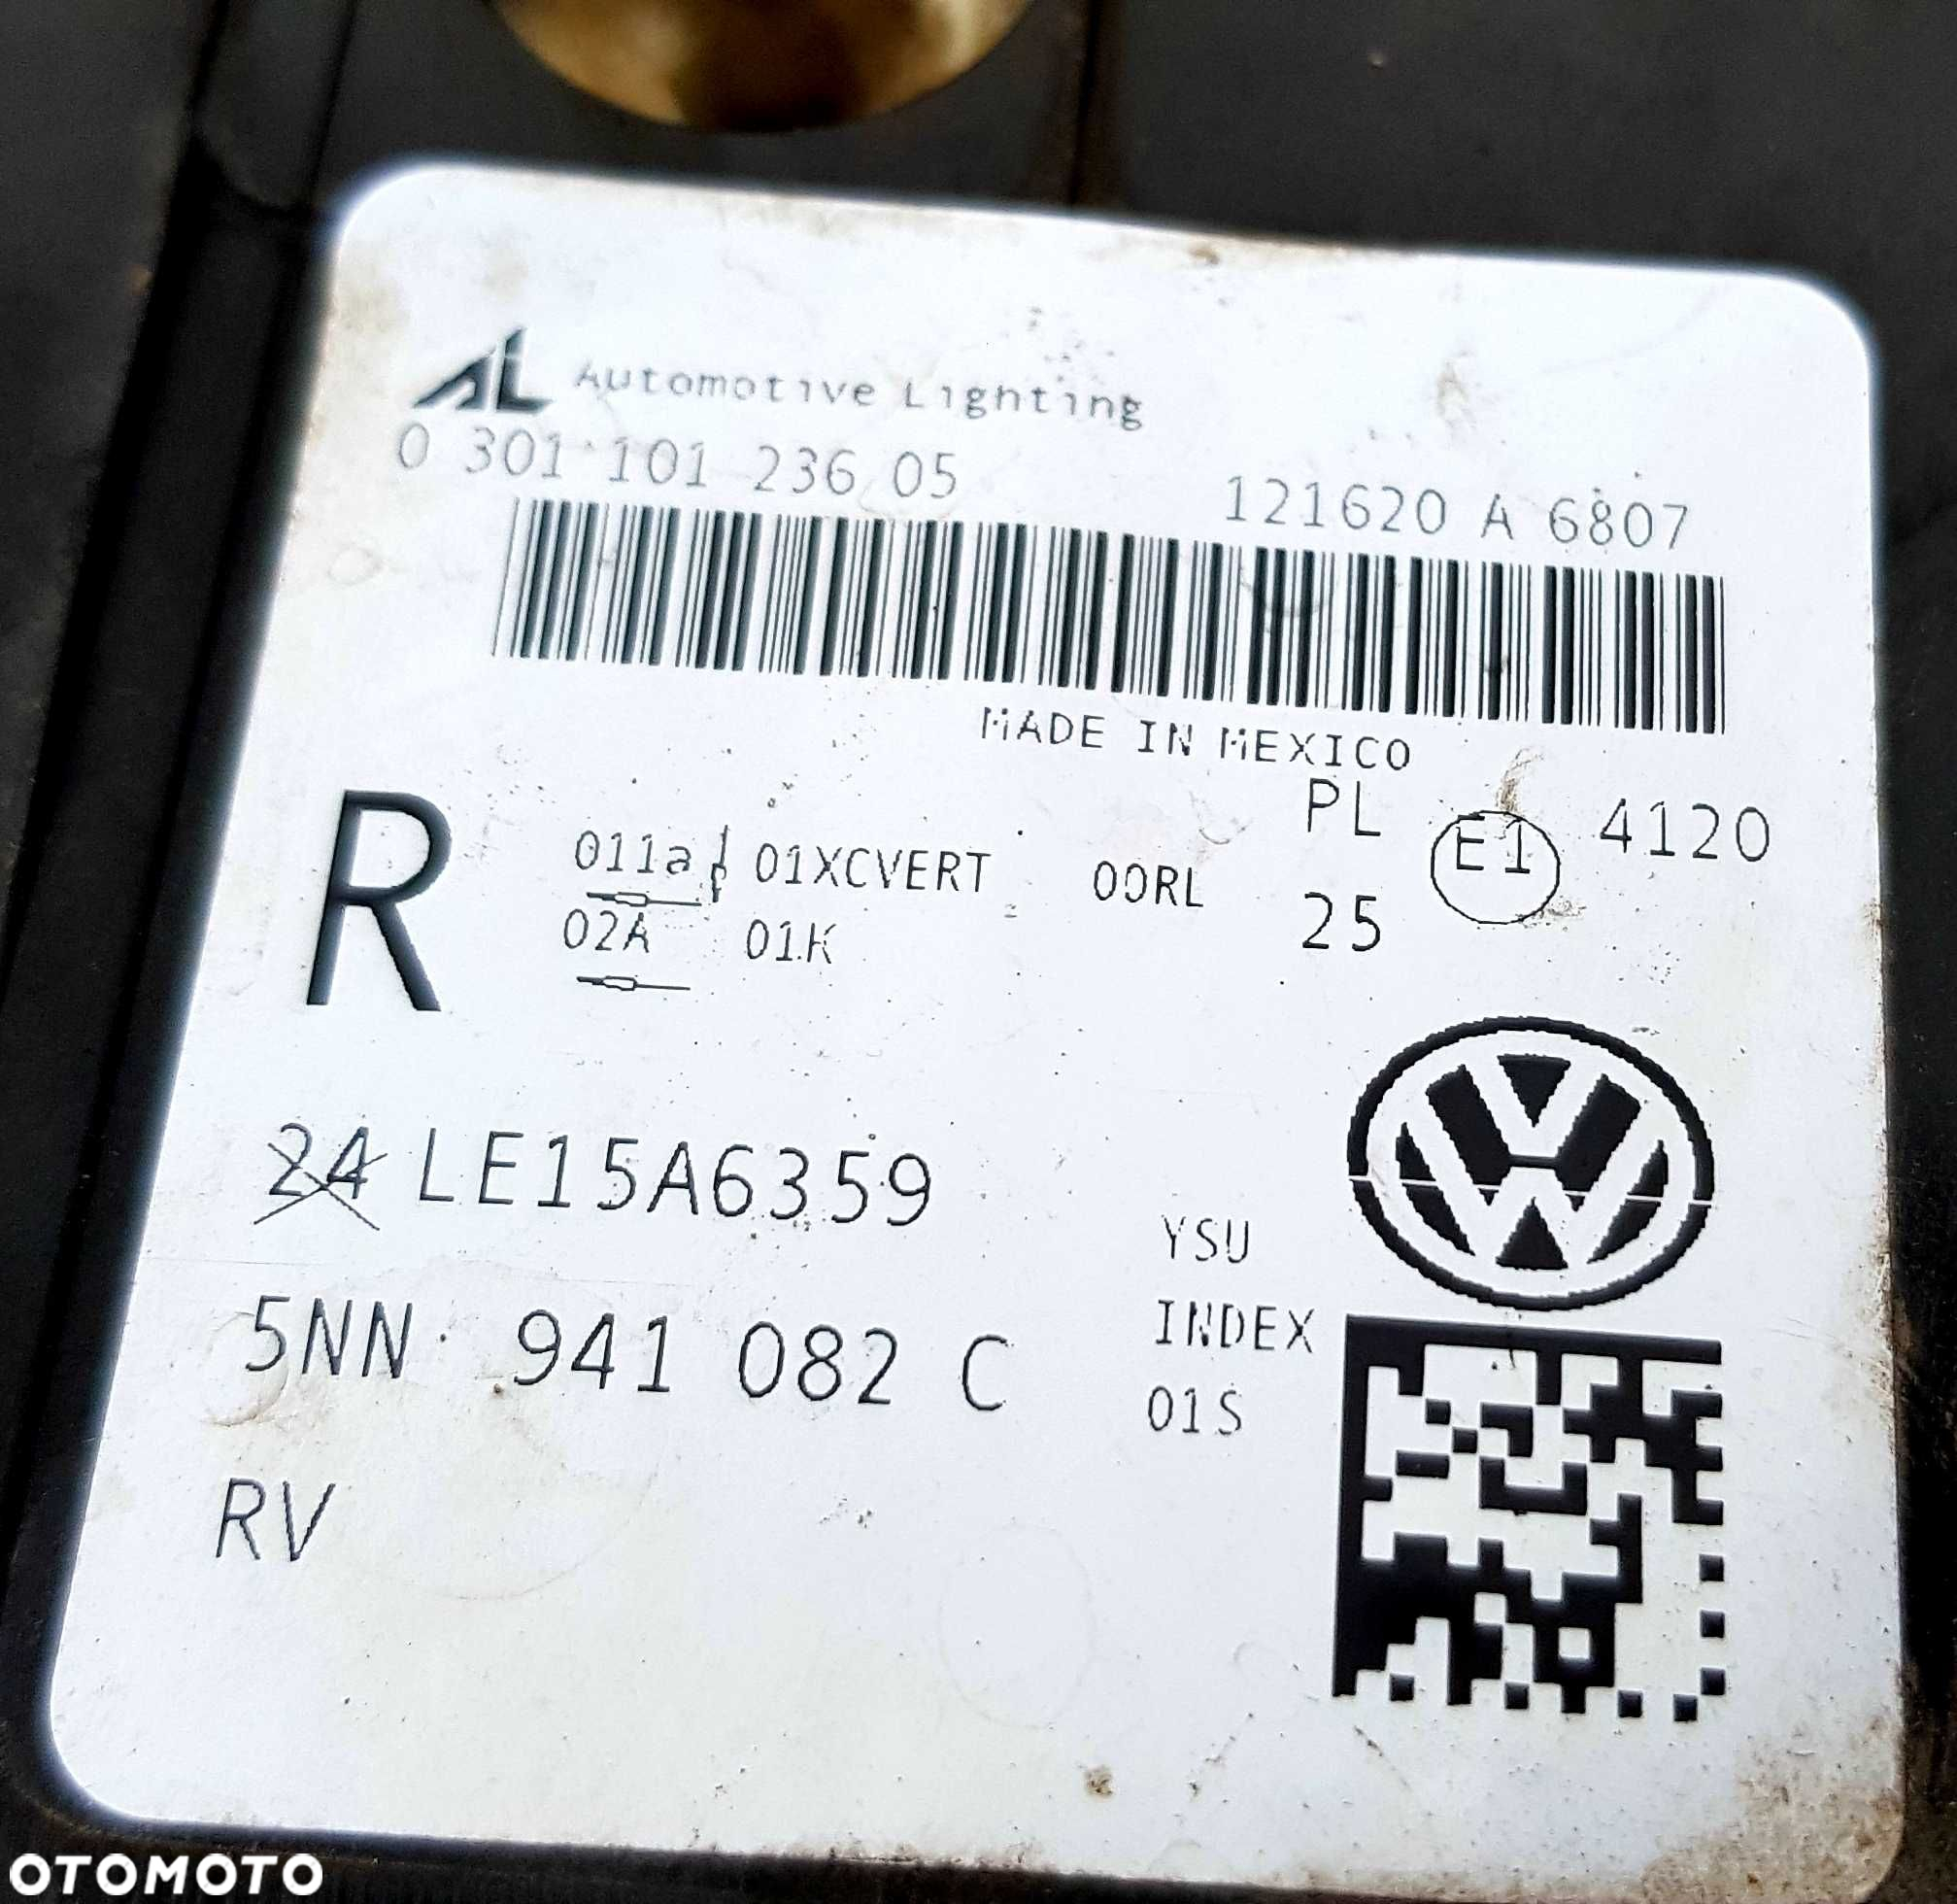 AL Automotive Lighting
0 301 101 236 05
121620 A 6807
MADE IN MEXICO
R
011a 01XCVERT 00RL
PL
E1
4120
02A 01K
25
24 LE15A6359
YSU
5NN 941 082 C
INDEX
01S
RV
OTOMOTO